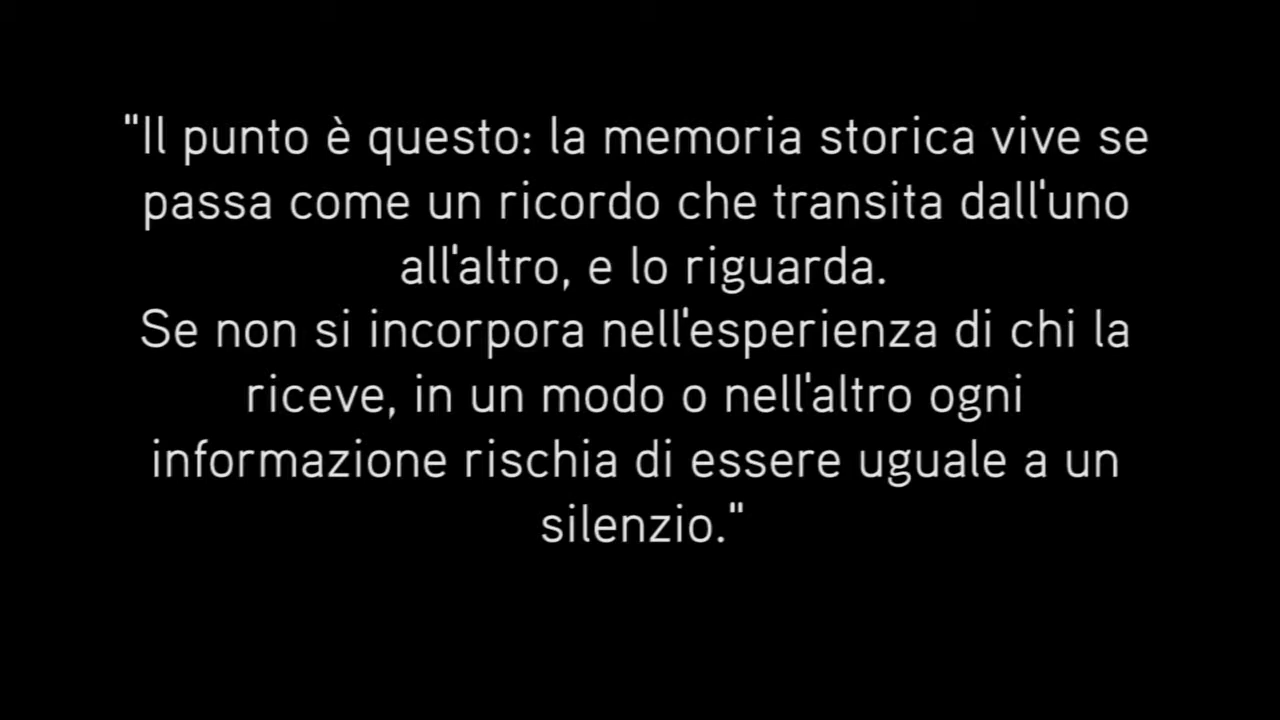 "Il punto è questo: la memoria storica vive se
passa come un ricordo che transita dall'uno
all'altro, e lo riguarda.
Se non si incorpora nell'esperienza di chi la
riceve, in un modo o nell'altro ogni
informazione rischia di essere uguale a un
silenzio."